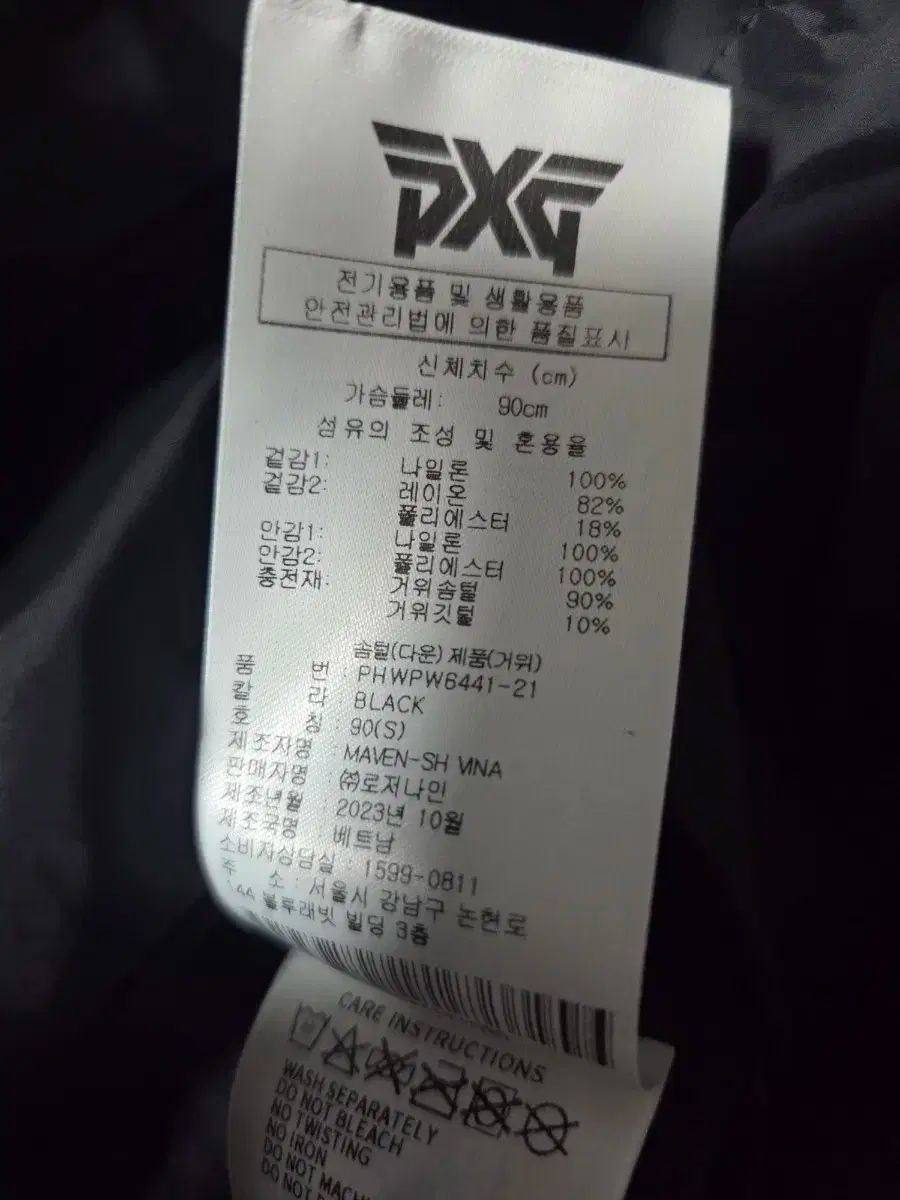 PXG
전기용품 및 생활용품
안전관리법에 의한 품질표시
신체치수 (cm)
가슴둘레: 90cm
섬유의 조성 및 혼용율
겉감1: 나일론 100%
겉감2: 레이온 82%
폴리에스터 18%
안감1: 나일론 100%
안감2: 폴리에스터 100%
충전재: 거위솜털 90%
거위깃털 10%
솜털(다운) 제품(거위)
품 번 : PHWPW6441-21
칼 라 : BLACK
호 칭 : 90(S)
제조자명 : MAVEN-SH VINA
판매자명 : ㈜로저나인
제조년월 : 2023년 10월
제조국명 : 베트남
소비자상담실 : 1599-0811
주 소 : 서울시 강남구 논현로
블루래빗 빌딩 3층
CARE INSTRUCTIONS
WASH SEPARATELY
DO NOT BLEACH
NO TWISTING
NO IRON
DO NOT
DO NOT